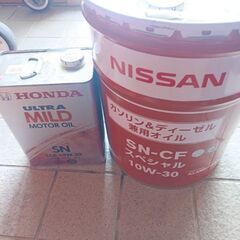 HONDA
ULTRA
MILD
MOTOR OIL
SN
NISSAN
ガソリン&ディーゼル
兼用オイル
SN-CF
スペシャル
10W-30